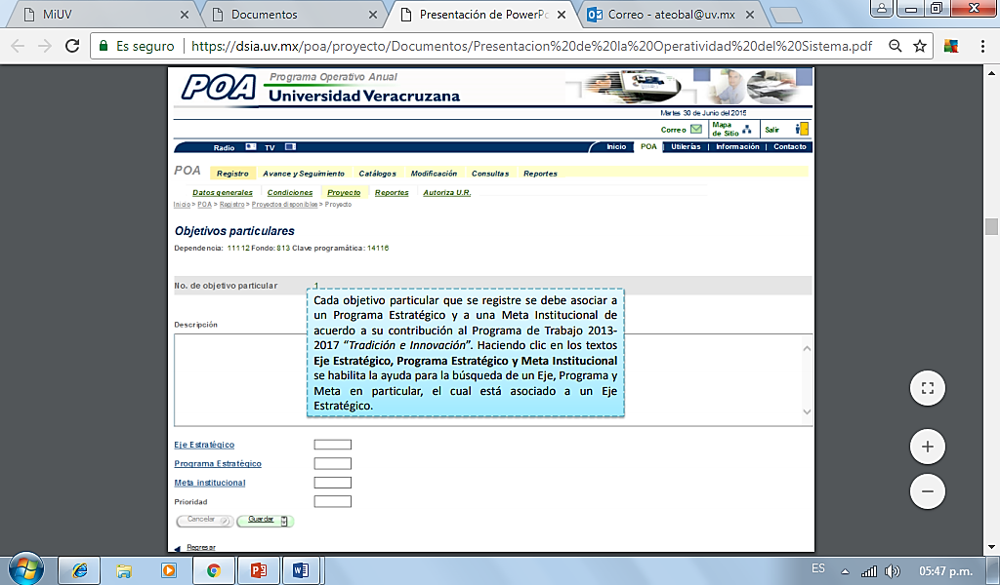 MiUV
Documentos
Presentación de PowerPo
Correo - ateobal@uv.mx
Es seguro
https://dsia.uv.mx/poa/proyecto/Documentos/Presentacion%20de%20la%20Operatividad%20del%20Sistema.pdf
POA
Programa Operativo Anual
Universidad Veracruzana
Martes 30 de Junio del 2015
Correo
Mapa
de Sitio
Salir
Radio TV
Inicio | POA | Utilerías | Información | Contacto
POA Registro Avance y Seguimiento Catálogos Modificación Consultas Reportes
Datos generales Condiciones Proyecto Reportes Autoriza U.R.
Inicio > POA > Registro > Proyectos disponibles > Proyecto
Objetivos particulares
Dependencia: 11112 Fondo: 813 Clave programática: 14116
No. de objetivo particular 1
Descripción
Cada objetivo particular que se registre se debe asociar a
un Programa Estratégico y a una Meta Institucional de
acuerdo a su contribución al Programa de Trabajo 2013-
2017 “Tradición e Innovación”. Haciendo clic en los textos
Eje Estratégico, Programa Estratégico y Meta Institucional
se habilita la ayuda para la búsqueda de un Eje, Programa y
Meta en particular, el cual está asociado a un Eje
Estratégico.
Eje Estratégico
Programa Estratégico
Meta institucional
Prioridad
Cancelar Guardar
Regresar
ES
05:47 p.m.